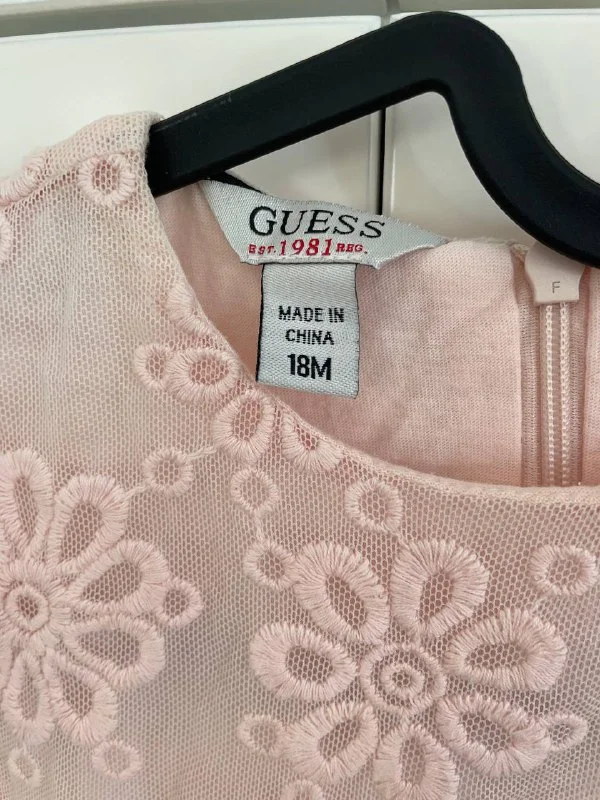 GUESS
EST. 1981 REG.
MADE IN
CHINA
18M
F